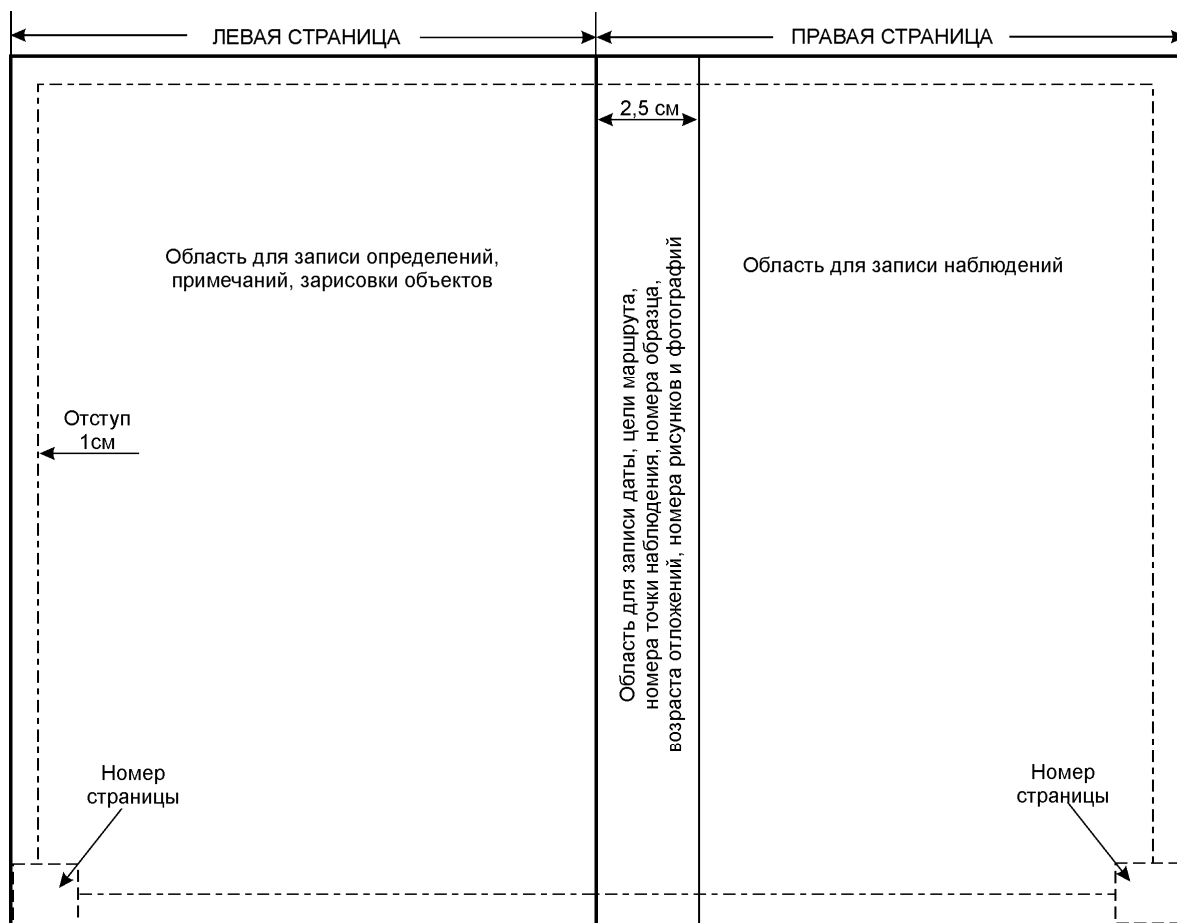 ЛЕВАЯ СТРАНИЦА
ПРАВАЯ СТРАНИЦА
2,5 см
Область для записи определений,
примечаний, зарисовки объектов
Область для записи даты, цели маршрута,
номера точки наблюдения, номера образца,
возраста отложений, номера рисунков и фотографий
Область для записи наблюдений
Отступ
1см
Номер
страницы
Номер
страницы